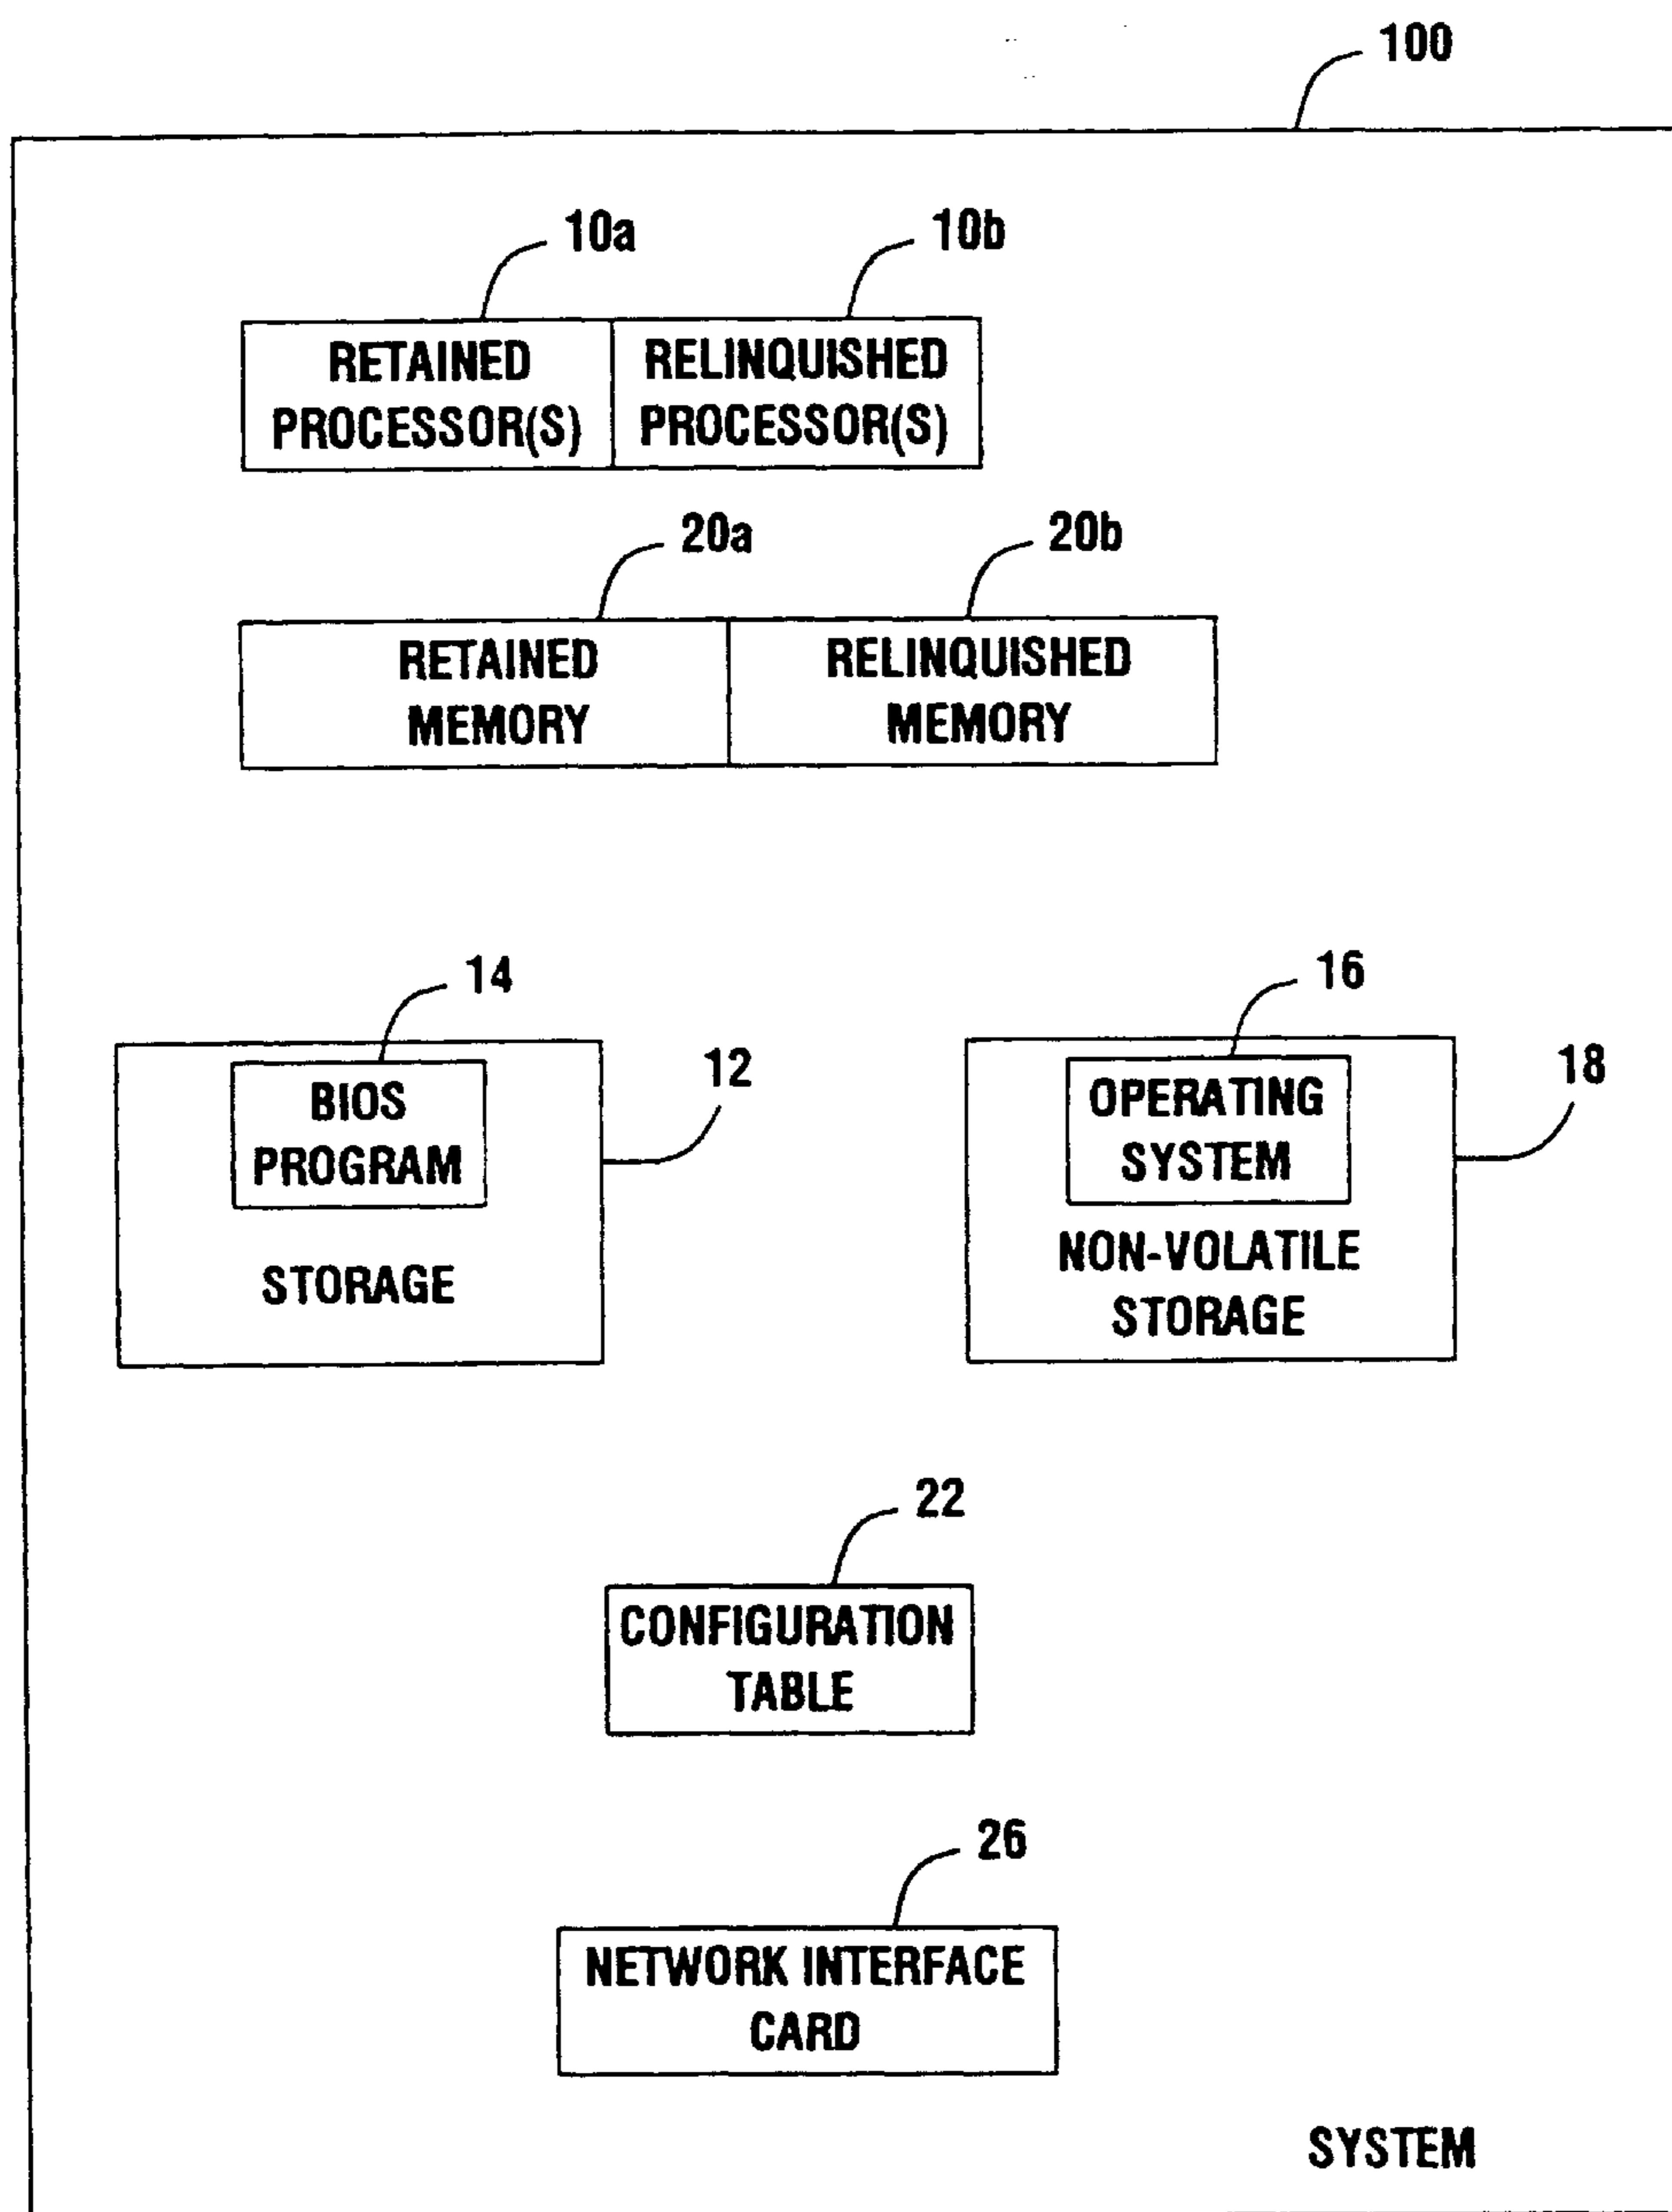 100
10a
10b
RETAINED
PROCESSOR(S)
RELINQUISHED
PROCESSOR(S)
20a
20b
RETAINED
MEMORY
RELINQUISHED
MEMORY
14
16
BIOS
PROGRAM
12
OPERATING
SYSTEM
18
STORAGE
NON-VOLATILE
STORAGE
22
CONFIGURATION
TABLE
26
NETWORK INTERFACE
CARD
SYSTEM